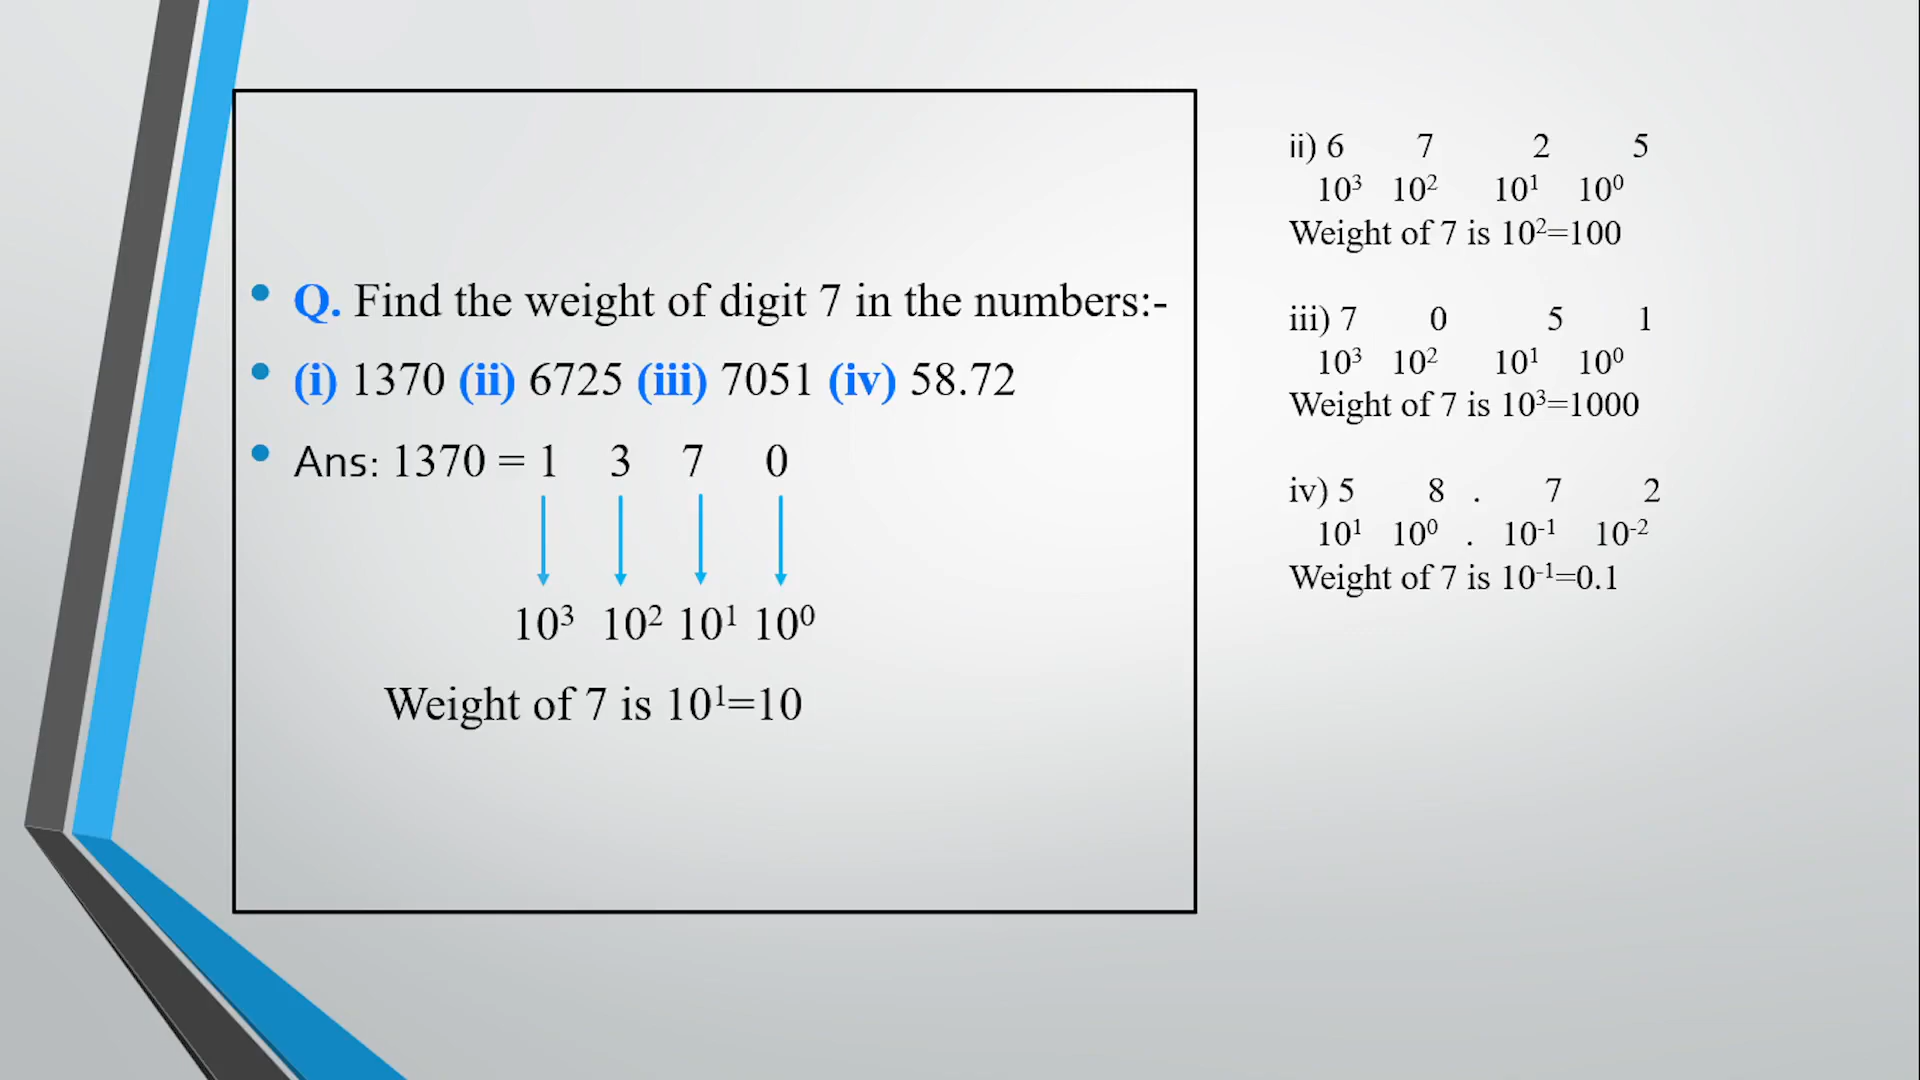 Q. Find the weight of digit 7 in the numbers:-
(i) 1370 (ii) 6725 (iii) 7051 (iv) 58.72
Ans: 1370 = 1 3 7 0
10³ 10² 10¹ 10⁰
Weight of 7 is 10¹=10
ii) 6 7 2 5
10³ 10² 10¹ 10⁰
Weight of 7 is 10²=100
iii) 7 0 5 1
10³ 10² 10¹ 10⁰
Weight of 7 is 10³=1000
iv) 5 8 . 7 2
10¹ 10⁰ . 10⁻¹ 10⁻²
Weight of 7 is 10⁻¹=0.1